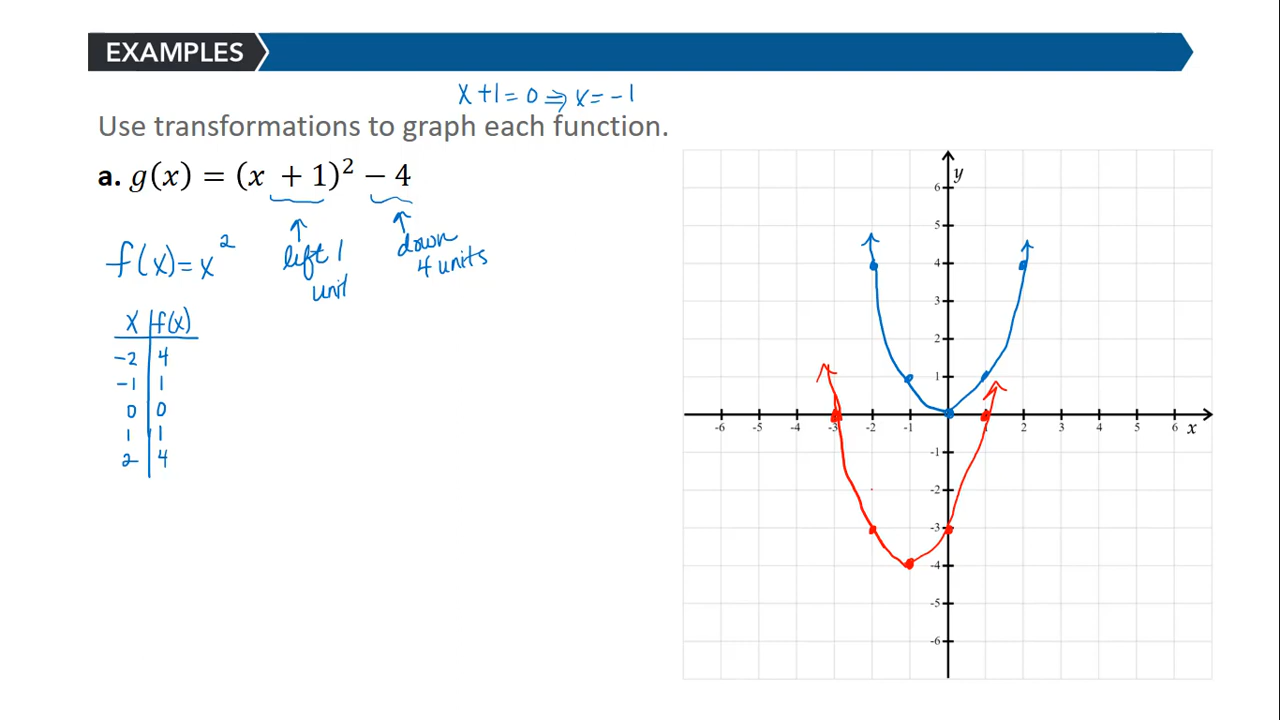 EXAMPLES
x+1=0 ⇒ x=-1
Use transformations to graph each function.
a. g(x) = (x + 1)² − 4
f(x)=x²
left 1
unit
down
4 units
x f(x)
-2 4
-1 1
0 0
1 1
2 4
y
6
5
4
3
2
1
-6 -5 -4 -3 -2 -1 1 2 3 4 5 6 x
-1
-2
-3
-4
-5
-6